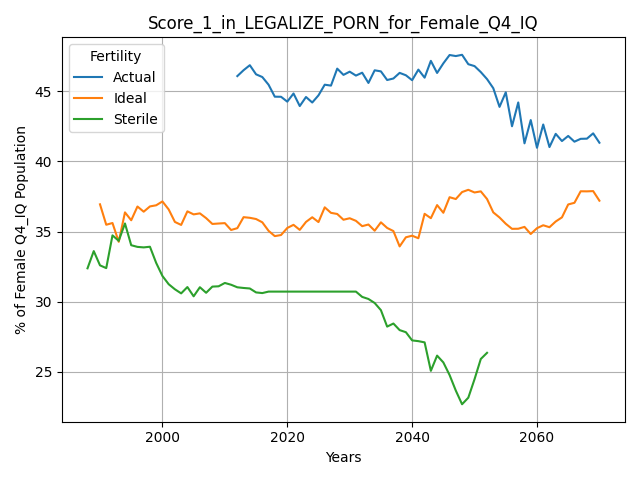 Score_1_in_LEGALIZE_PORN_for_Female_Q4_IQ
Fertility
Actual
Ideal
Sterile
% of Female Q4_IQ Population
45
40
35
30
25
2000
2020
2040
2060
Years